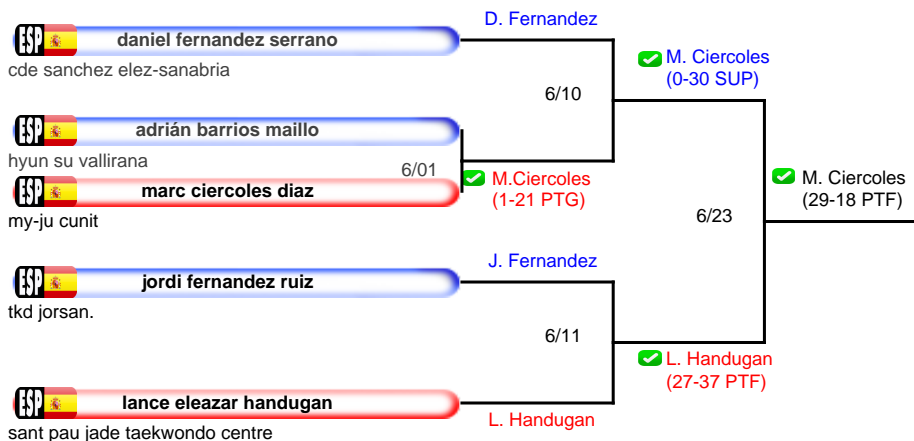 D. Fernandez
ESP daniel fernandez serrano
cde sanchez elez-sanabria
M. Ciercoles
(0-30 SUP)
6/10
ESP adrián barrios maillo
hyun su vallirana
6/01
M.Ciercoles
(1-21 PTG)
ESP marc ciercoles diaz
my-ju cunit
M. Ciercoles
(29-18 PTF)
6/23
J. Fernandez
ESP jordi fernandez ruiz
tkd jorsan.
6/11
L. Handugan
(27-37 PTF)
ESP lance eleazar handugan
L. Handugan
sant pau jade taekwondo centre